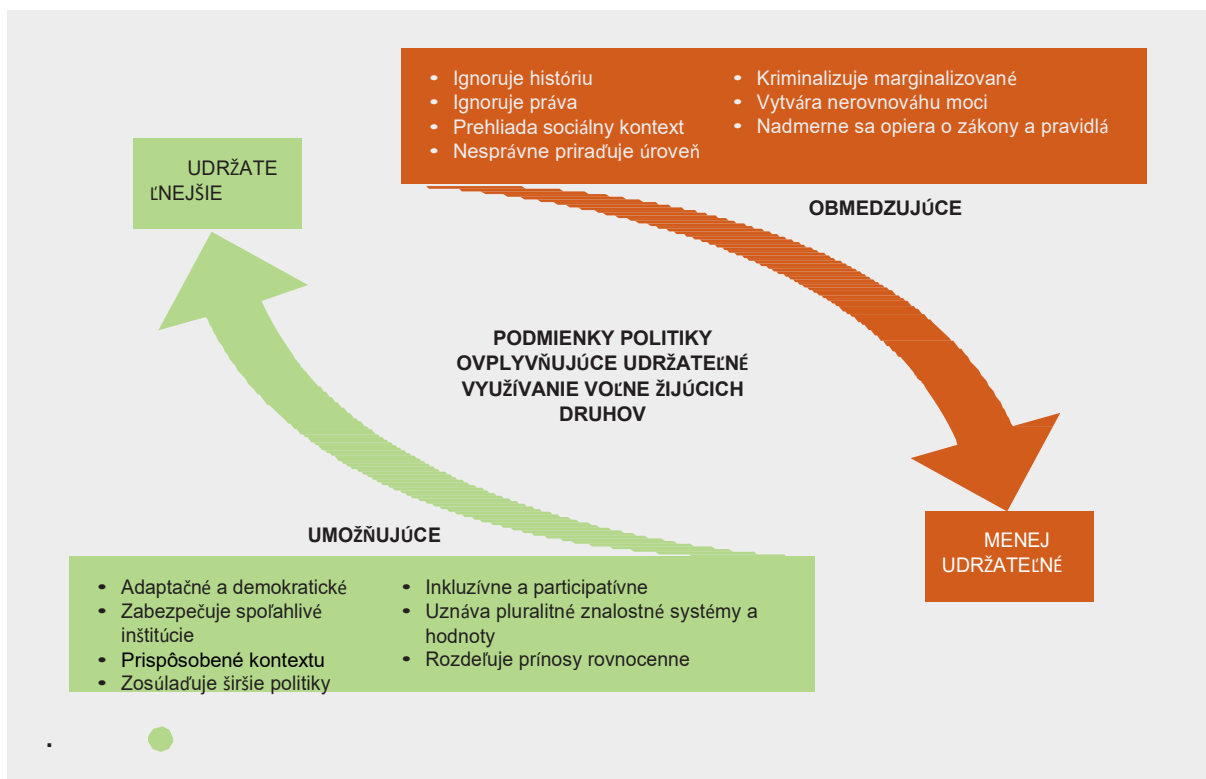 • Ignoruje históriu
• Ignoruje práva
• Prehliada sociálny kontext
• Nesprávne priraďuje úroveň
• Kriminalizuje marginalizované
• Vytvára nerovnováhu moci
• Nadmerne sa opiera o zákony a pravidlá
UDRŽATE
ĽNEJŠIE
OBMEDZUJÚCE
PODMIENKY POLITIKY
OVPLYVŇUJÚCE UDRŽATEĽNÉ
VYUŽÍVANIE VOĽNE ŽIJÚCICH
DRUHOV
UMOŽŇUJÚCE
MENEJ
UDRŽATEĽNÉ
• Adaptačné a demokratické
• Zabezpečuje spoľahlivé
inštitúcie
• Prispôsobené kontextu
• Zosúlaďuje širšie politiky
• Inkluzívne a participatívne
• Uznáva pluralitné znalostné systémy a
hodnoty
• Rozdeľuje prínosy rovnocenne
.